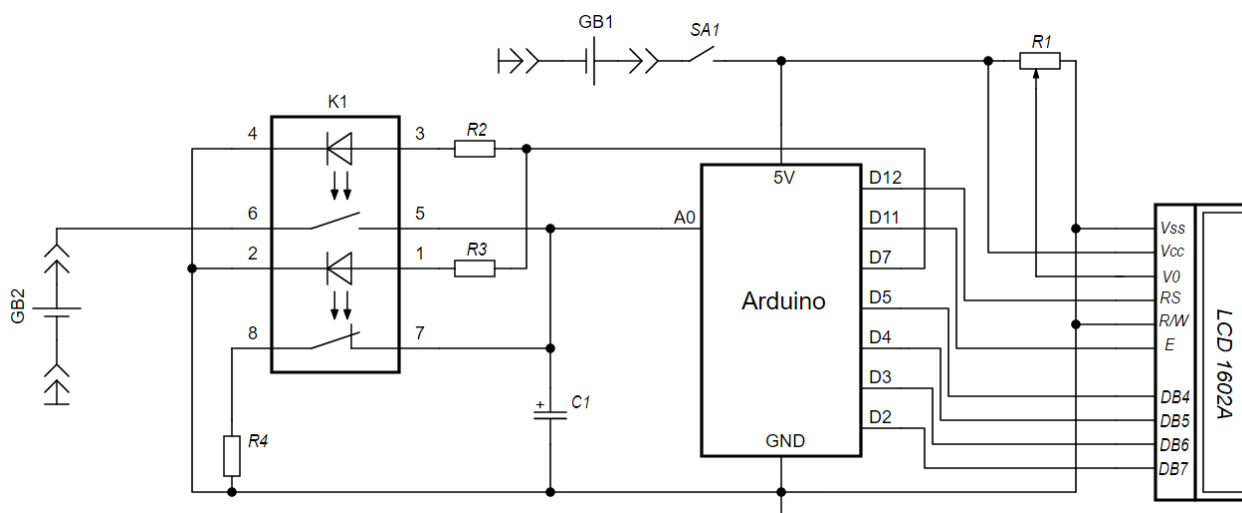 GB1
SA1
R1
K1
4
3
R2
5V
D12
6
5
A0
D11
Vss
Vcc
2
1
R3
D7
V0
RS
GB2
Arduino
D5
R/W
8
7
D4
E
D3
DB4
C1
D2
DB5
R4
GND
DB6
DB7
LCD 1602A
+